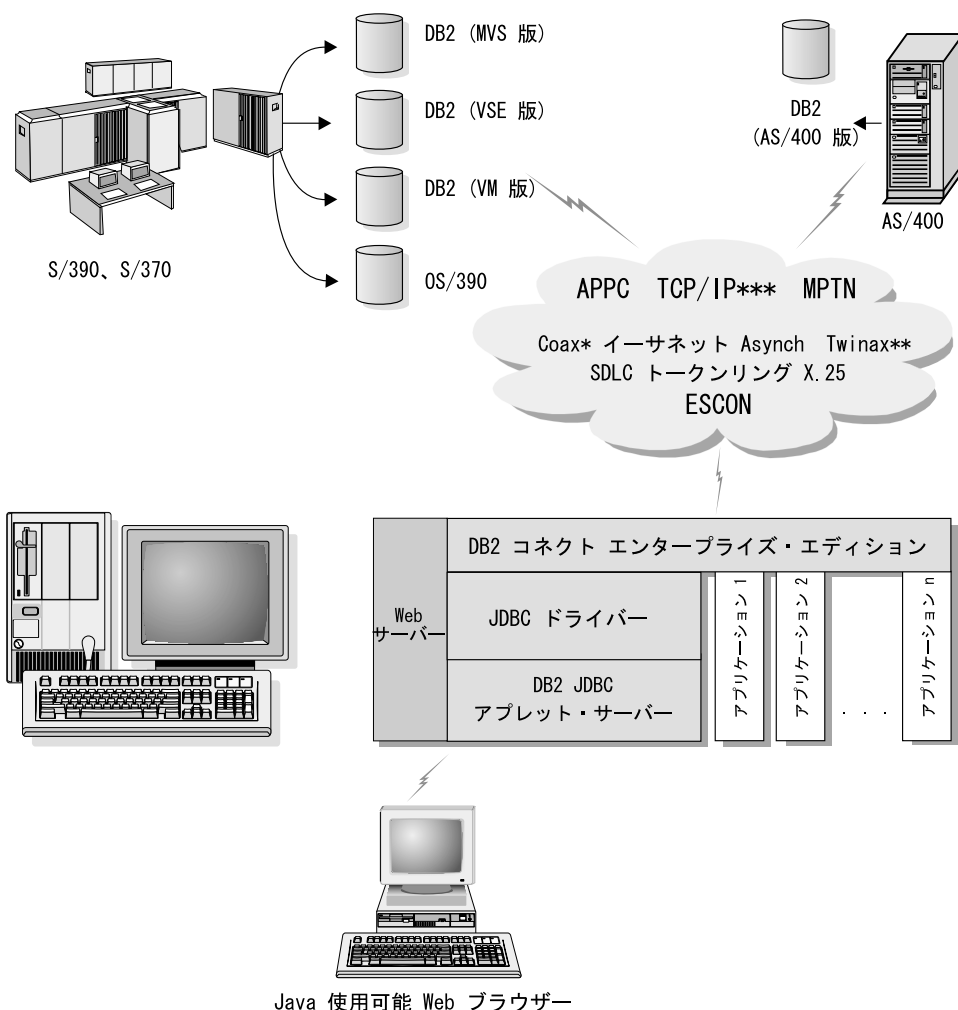 DB2 (MVS 版)
DB2 (VSE 版)
DB2 (VM 版)
OS/390
S/390、S/370
DB2
(AS/400 版)
AS/400
APPC TCP/IP*** MPTN
Coax* イーサネット Asynch Twinax**
SDLC トークンリング X.25
ESCON
DB2 コネクト エンタープライズ・エディション
Web
サーバー
JDBC ドライバー
DB2 JDBC
アプレット・サーバー
アプリケーション 1
アプリケーション 2
. . .
アプリケーション n
Java 使用可能 Web ブラウザー